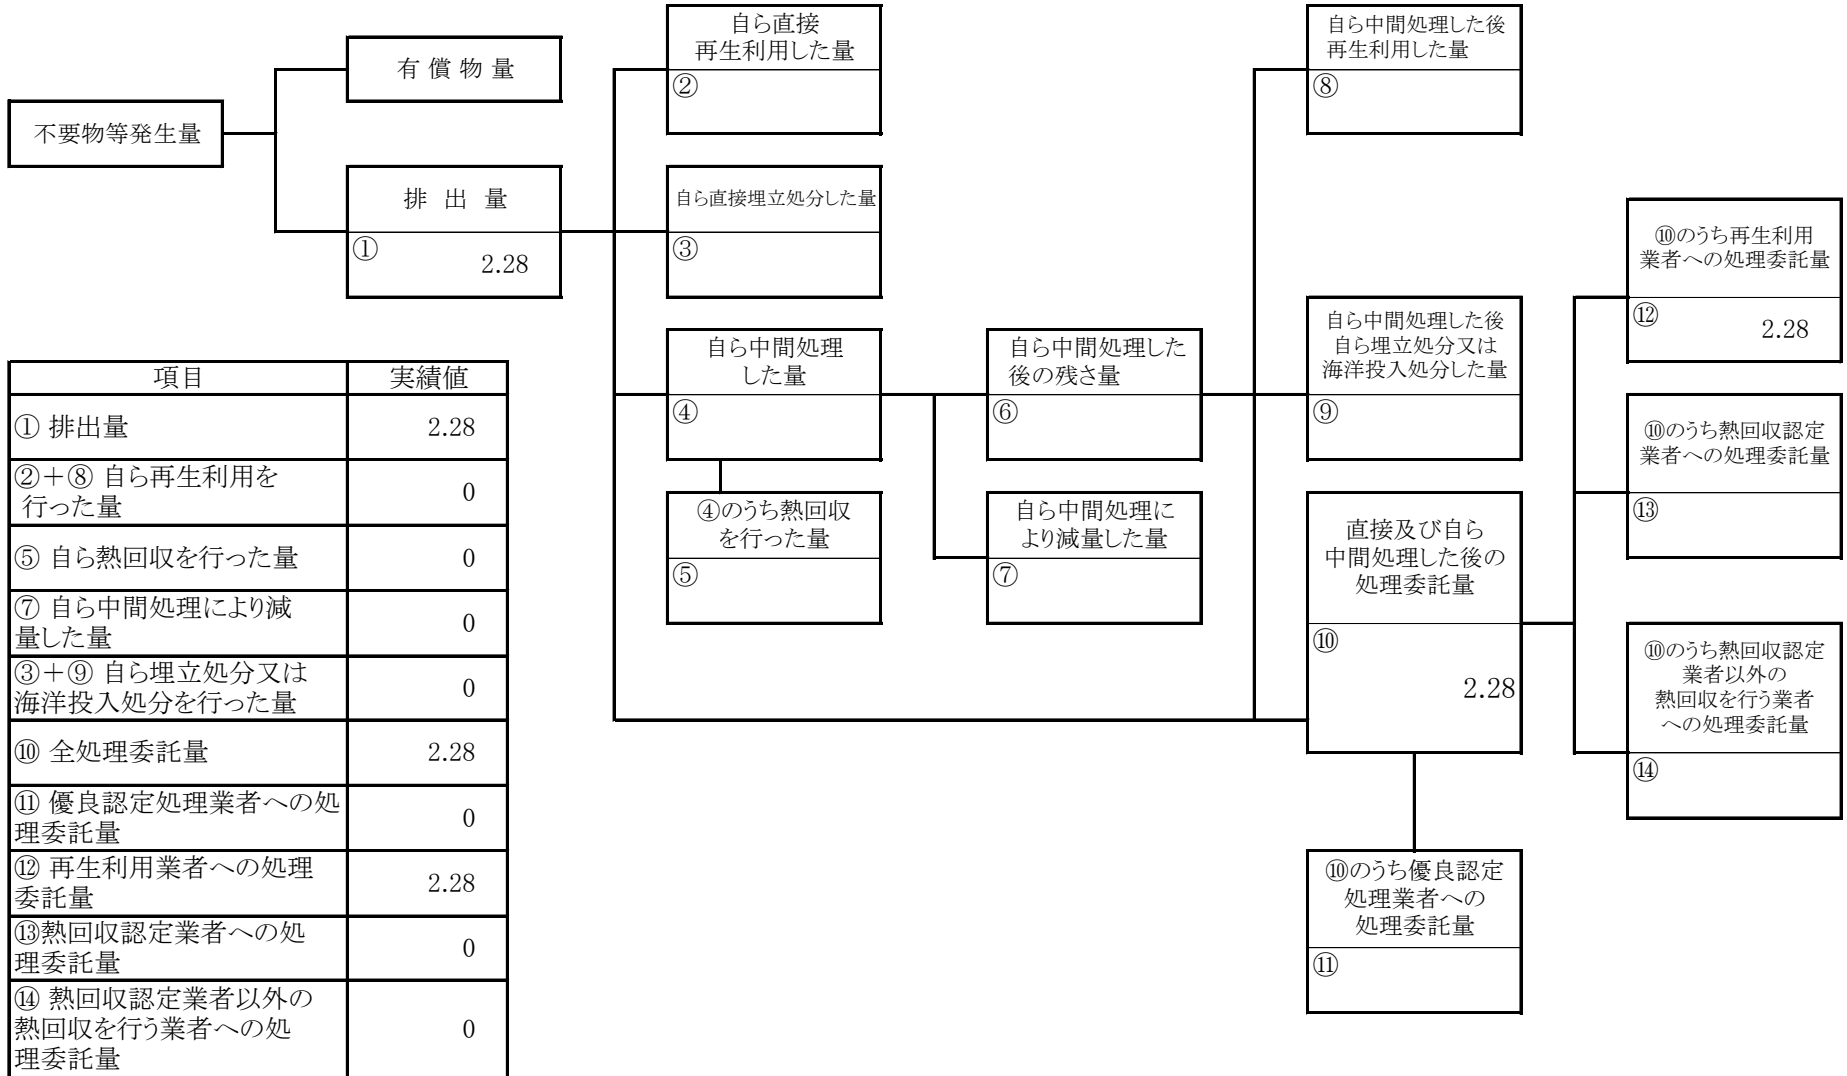 不要物等発生量
有 償 物 量
排 出 量
①
2.28
自ら直接
再生利用した量
②
自ら直接埋立処分した量
③
自ら中間処理
した量
④
④のうち熱回収
を行った量
⑤
自ら中間処理した
後の残さ量
⑥
自ら中間処理に
より減量した量
⑦
自ら中間処理した後
再生利用した量
⑧
自ら中間処理した後
自ら埋立処分又は
海洋投入処分した量
⑨
直接及び自ら
中間処理した後の
処理委託量
⑩
2.28
⑩のうち優良認定
処理業者への
処理委託量
⑪
⑩のうち再生利用
業者への処理委託量
⑫
2.28
⑩のうち熱回収認定
業者への処理委託量
⑬
⑩のうち熱回収認定
業者以外の
熱回収を行う業者
への処理委託量
⑭
項目 実績値
① 排出量 2.28
②＋⑧ 自ら再生利用を
行った量 0
⑤ 自ら熱回収を行った量 0
⑦ 自ら中間処理により減
量した量 0
③＋⑨ 自ら埋立処分又は
海洋投入処分を行った量 0
⑩ 全処理委託量 2.28
⑪ 優良認定処理業者への処
理委託量 0
⑫ 再生利用業者への処理
委託量 2.28
⑬熱回収認定業者への処
理委託量 0
⑭ 熱回収認定業者以外の
熱回収を行う業者への処
理委託量 0